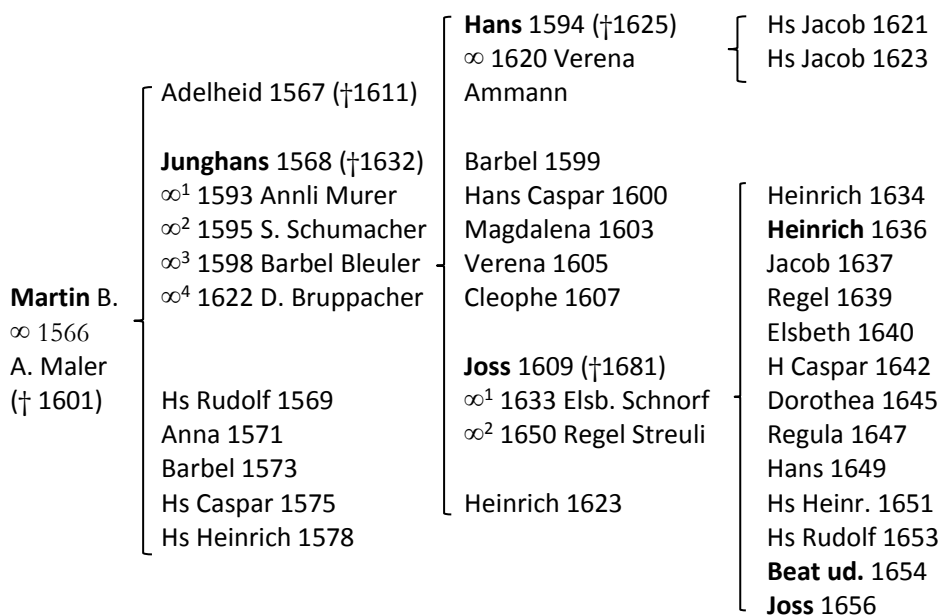 Martin B.
∞ 1566
A. Maler
(† 1601)
Adelheid 1567 (†1611)
Junghans 1568 (†1632)
∞¹ 1593 Annli Murer
∞² 1595 S. Schumacher
∞³ 1598 Barbel Bleuler
∞⁴ 1622 D. Bruppacher
Hs Rudolf 1569
Anna 1571
Barbel 1573
Hs Caspar 1575
Hs Heinrich 1578
Hans 1594 (†1625)
∞ 1620 Verena
Ammann
Barbel 1599
Hans Caspar 1600
Magdalena 1603
Verena 1605
Cleophe 1607
Joss 1609 (†1681)
∞¹ 1633 Elsb. Schnorf
∞² 1650 Regel Streuli
Heinrich 1623
Hs Jacob 1621
Hs Jacob 1623
Heinrich 1634
Heinrich 1636
Jacob 1637
Regel 1639
Elsbeth 1640
H Caspar 1642
Dorothea 1645
Regula 1647
Hans 1649
Hs Heinr. 1651
Hs Rudolf 1653
Beat ud. 1654
Joss 1656